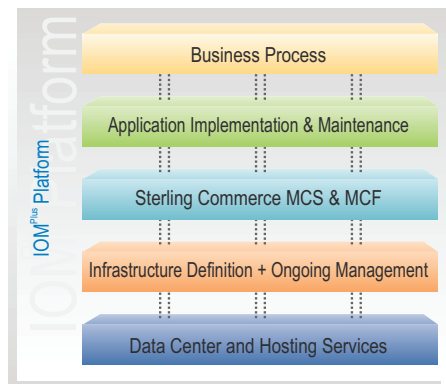 Business Process
Application Implementation & Maintenance
Sterling Commerce MCS & MCF
Infrastructure Definition + Ongoing Management
Data Center and Hosting Services
IOMPlus Platform
IOM Platform